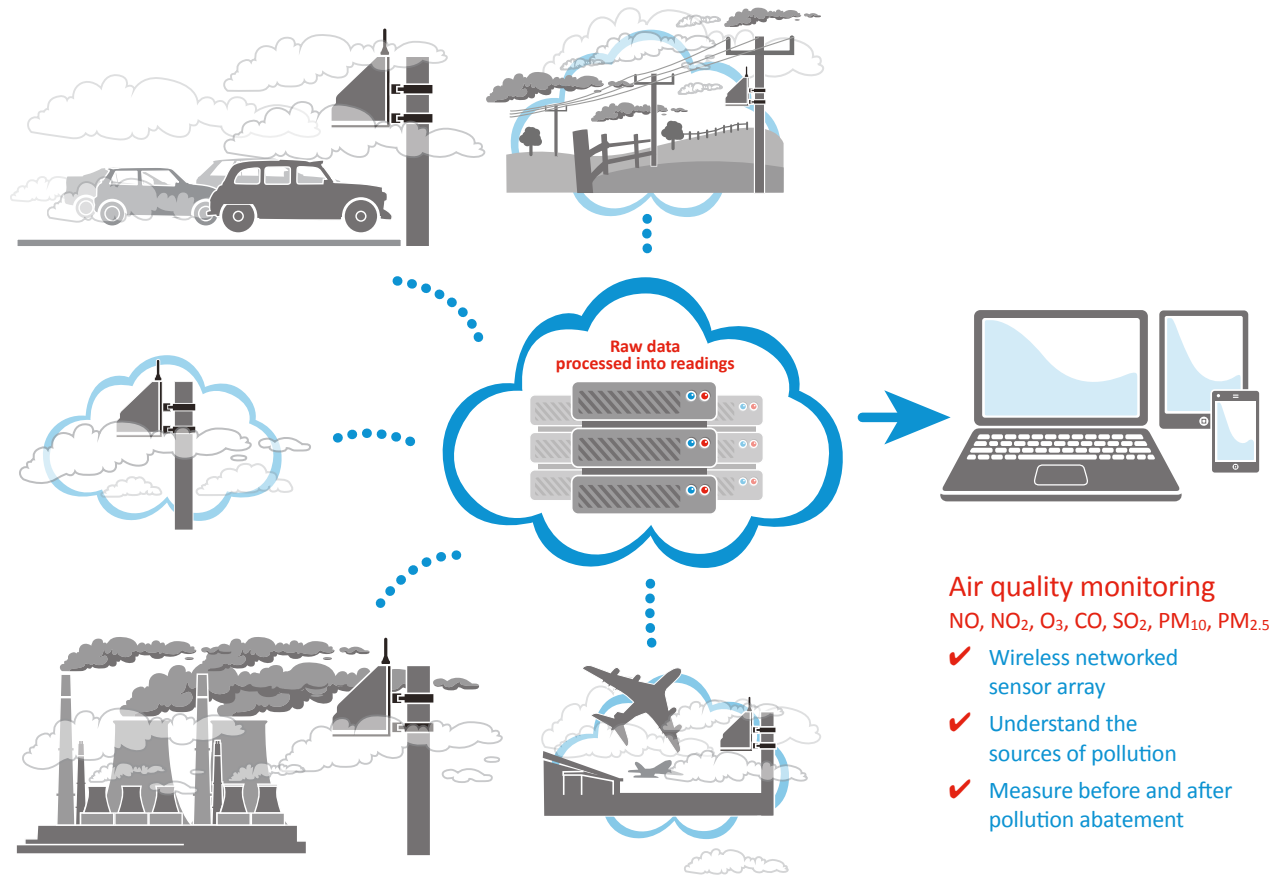 Raw data
processed into readings
Air quality monitoring
NO, NO₂, O₃, CO, SO₂, PM₁₀, PM₂.₅
✔ Wireless networked
sensor array
✔ Understand the
sources of pollution
✔ Measure before and after
pollution abatement